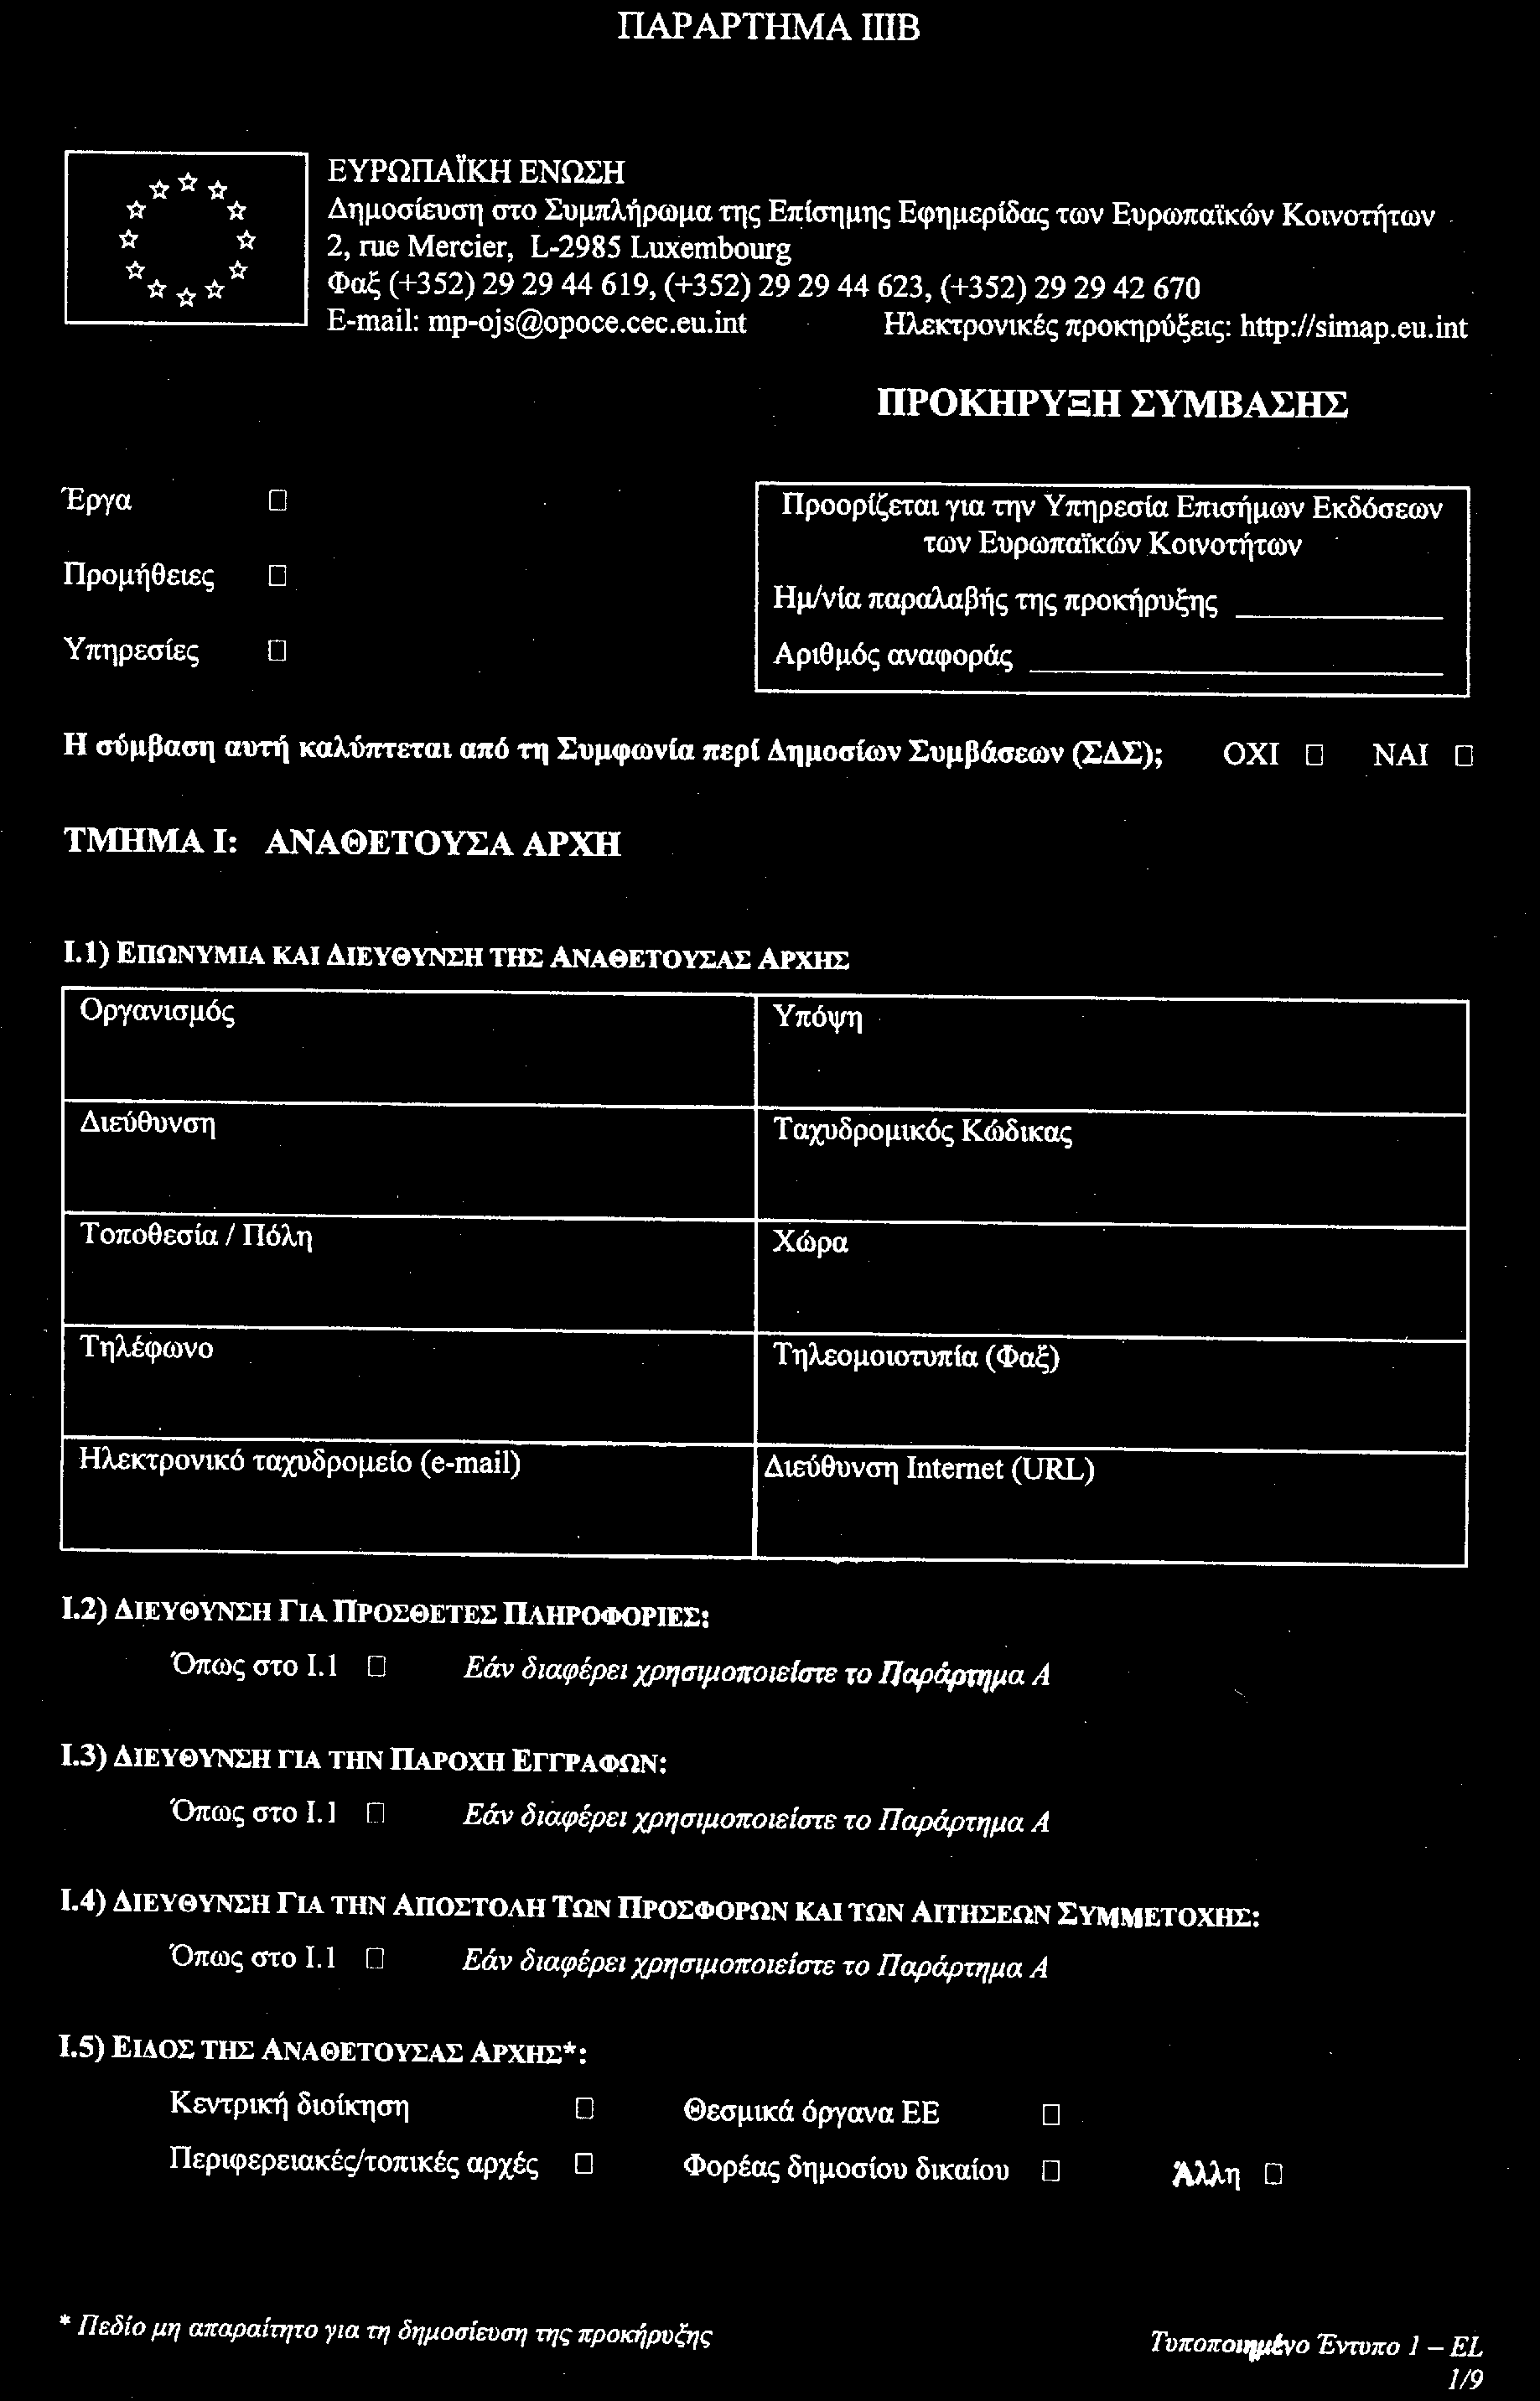 ΠΑΡΑΡΤΗΜΑ ΙΙΙΒ
ΕΥΡΩΠΑΪΚΗ ΕΝΩΣΗ
Δημοσίευση στο Συμπλήρωμα της Επίσημης Εφημερίδας των Ευρωπαϊκών Κοινοτήτων
2, rue Mercier, L-2985 Luxembourg
Φαξ (+352) 29 29 44 619, (+352) 29 29 44 623, (+352) 29 29 42 670
E-mail: mp-ojs@opoce.cec.eu.int Ηλεκτρονικές προκηρύξεις: http://simap.eu.int
ΠΡΟΚΗΡΥΞΗ ΣΥΜΒΑΣΗΣ
Έργα □
Προμήθειες □
Υπηρεσίες □
Προορίζεται για την Υπηρεσία Επισήμων Εκδόσεων
των Ευρωπαϊκών Κοινοτήτων
Ημ/νία παραλαβής της προκήρυξης
Αριθμός αναφοράς
Η σύμβαση αυτή καλύπτεται από τη Συμφωνία περί Δημοσίων Συμβάσεων (ΣΔΣ); ΟΧΙ □ ΝΑΙ □
ΤΜΗΜΑ Ι: ΑΝΑΘΕΤΟΥΣΑ ΑΡΧΗ
Ι.1) ΕΠΩΝΥΜΙΑ ΚΑΙ ΔΙΕΥΘΥΝΣΗ ΤΗΣ ΑΝΑΘΕΤΟΥΣΑΣ ΑΡΧΗΣ
Οργανισμός Υπόψη
Διεύθυνση Ταχυδρομικός Κώδικας
Τοποθεσία / Πόλη Χώρα
Τηλέφωνο Τηλεομοιοτυπία (Φαξ)
Ηλεκτρονικό ταχυδρομείο (e-mail) Διεύθυνση Internet (URL)
Ι.2) ΔΙΕΥΘΥΝΣΗ ΓΙΑ ΠΡΟΣΘΕΤΕΣ ΠΛΗΡΟΦΟΡΙΕΣ:
Όπως στο Ι.1 □ Εάν διαφέρει χρησιμοποιείστε το Παράρτημα Α
Ι.3) ΔΙΕΥΘΥΝΣΗ ΓΙΑ ΤΗΝ ΠΑΡΟΧΗ ΕΓΓΡΑΦΩΝ:
Όπως στο Ι.1 □ Εάν διαφέρει χρησιμοποιείστε το Παράρτημα Α
Ι.4) ΔΙΕΥΘΥΝΣΗ ΓΙΑ ΤΗΝ ΑΠΟΣΤΟΛΗ ΤΩΝ ΠΡΟΣΦΟΡΩΝ ΚΑΙ ΤΩΝ ΑΙΤΗΣΕΩΝ ΣΥΜΜΕΤΟΧΗΣ:
Όπως στο Ι.1 □ Εάν διαφέρει χρησιμοποιείστε το Παράρτημα Α
Ι.5) ΕΙΔΟΣ ΤΗΣ ΑΝΑΘΕΤΟΥΣΑΣ ΑΡΧΗΣ*:
Κεντρική διοίκηση □ Θεσμικά όργανα ΕΕ □
Περιφερειακές/τοπικές αρχές □ Φορέας δημοσίου δικαίου □ Άλλη □
* Πεδίο μη απαραίτητο για τη δημοσίευση της προκήρυξης
Τυποποιημένο Έντυπο 1 – EL
1/9